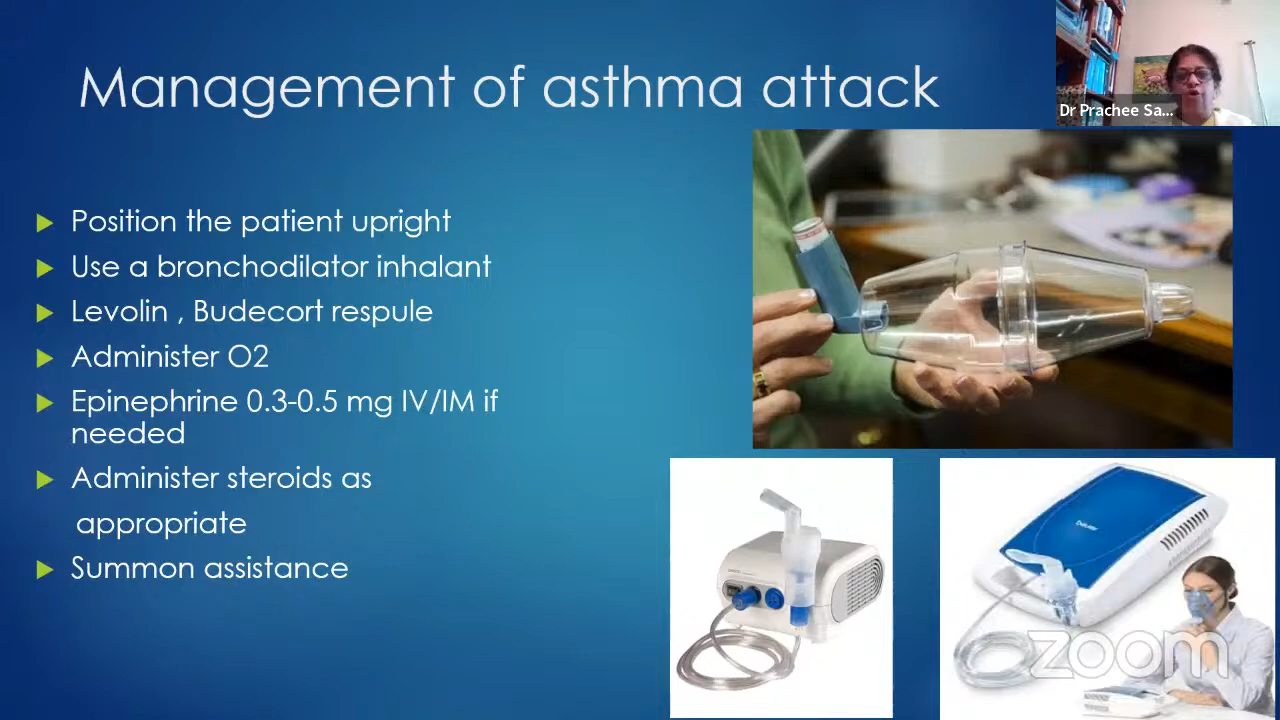 Management of asthma attack
Dr Prachee Sa...
Position the patient upright
Use a bronchodilator inhalant
Levolin , Budecort respule
Administer O2
Epinephrine 0.3-0.5 mg IV/IM if
needed
Administer steroids as
appropriate
Summon assistance
beurer
zoom